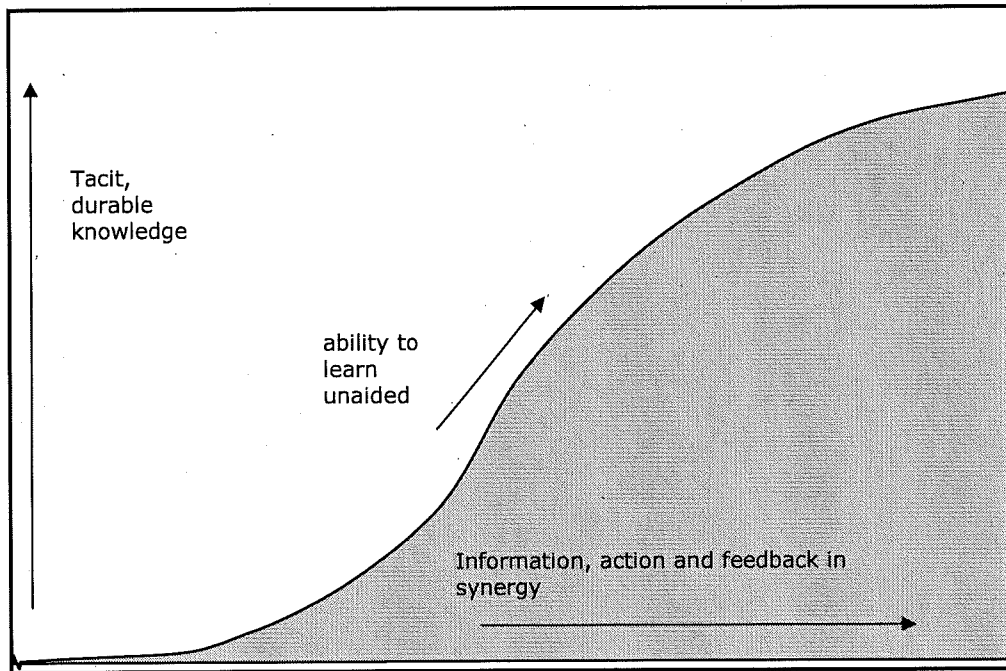 Tacit,
durable
knowledge
ability to
learn
unaided
Information, action and feedback in
synergy